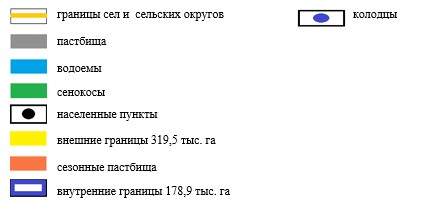 границы сел и сельских округов
колодцы
пастбища
водоемы
сенокосы
населенные пункты
внешние границы 319,5 тыс. га
сезонные пастбища
внутренние границы 178,9 тыс. га